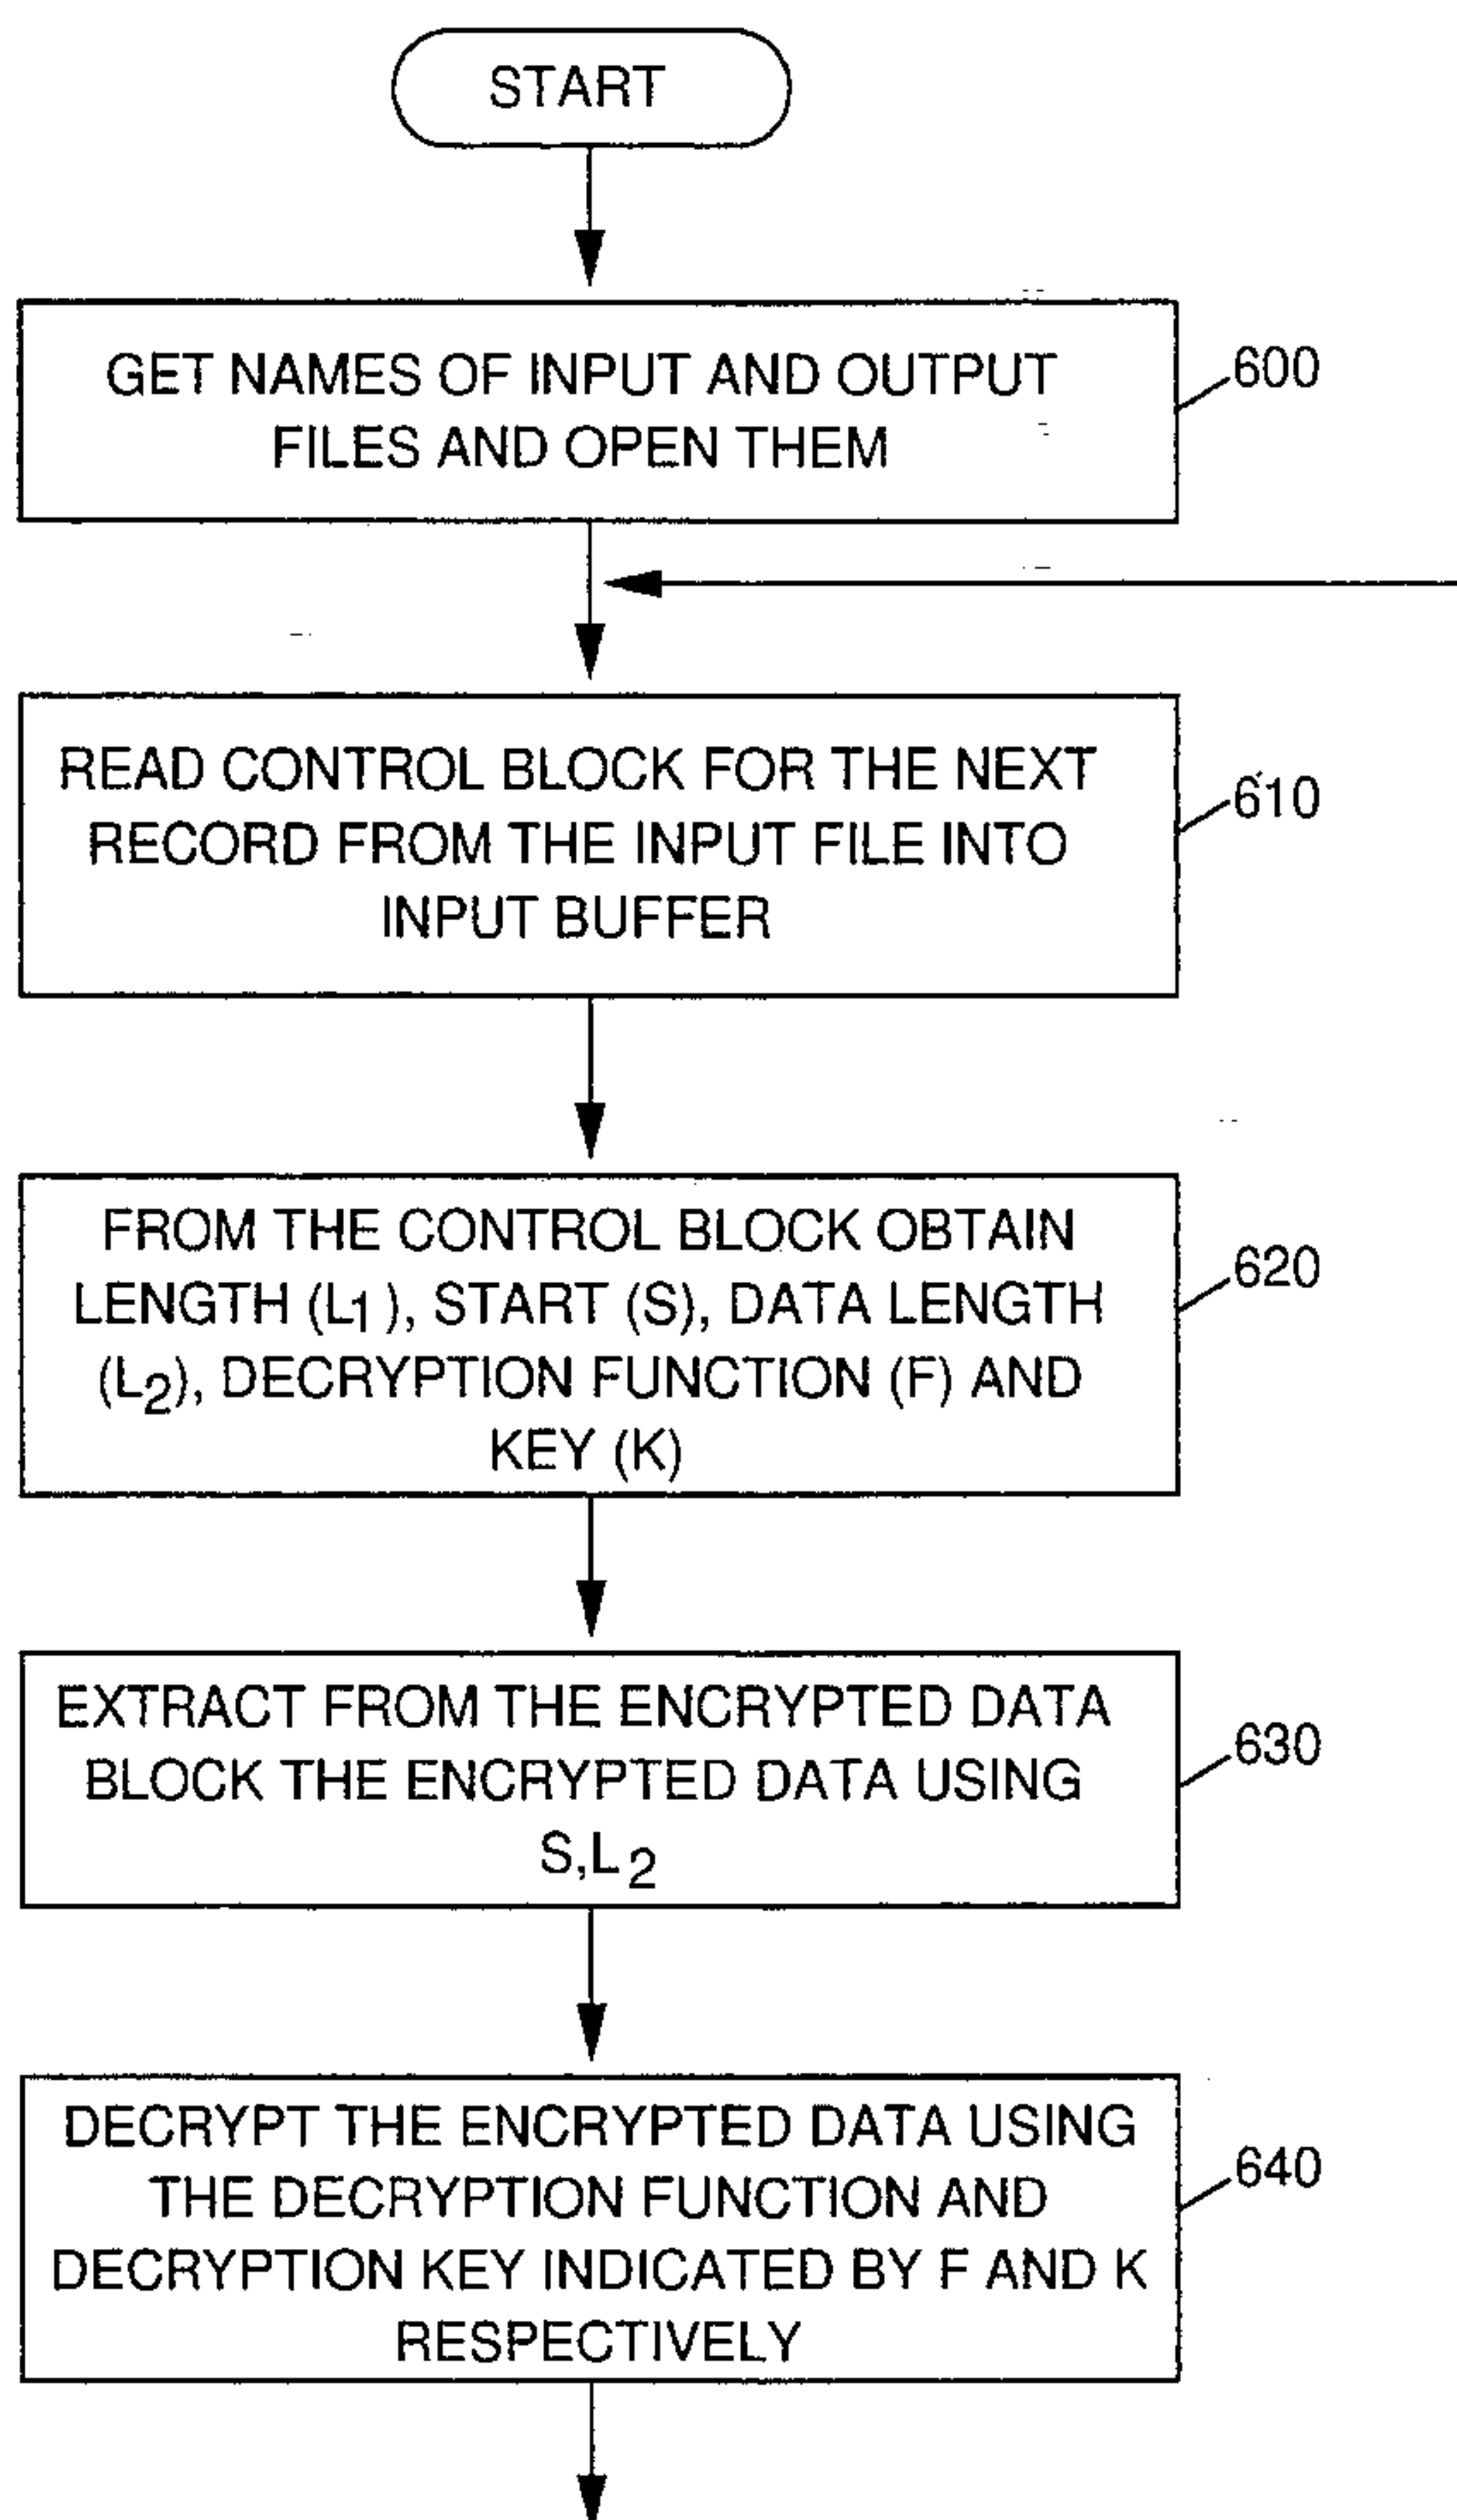 START
GET NAMES OF INPUT AND OUTPUT
FILES AND OPEN THEM
600
READ CONTROL BLOCK FOR THE NEXT
RECORD FROM THE INPUT FILE INTO
INPUT BUFFER
610
FROM THE CONTROL BLOCK OBTAIN
LENGTH (L1), START (S), DATA LENGTH
(L2), DECRYPTION FUNCTION (F) AND
KEY (K)
620
EXTRACT FROM THE ENCRYPTED DATA
BLOCK THE ENCRYPTED DATA USING
S,L2
630
DECRYPT THE ENCRYPTED DATA USING
THE DECRYPTION FUNCTION AND
DECRYPTION KEY INDICATED BY F AND K
RESPECTIVELY
640